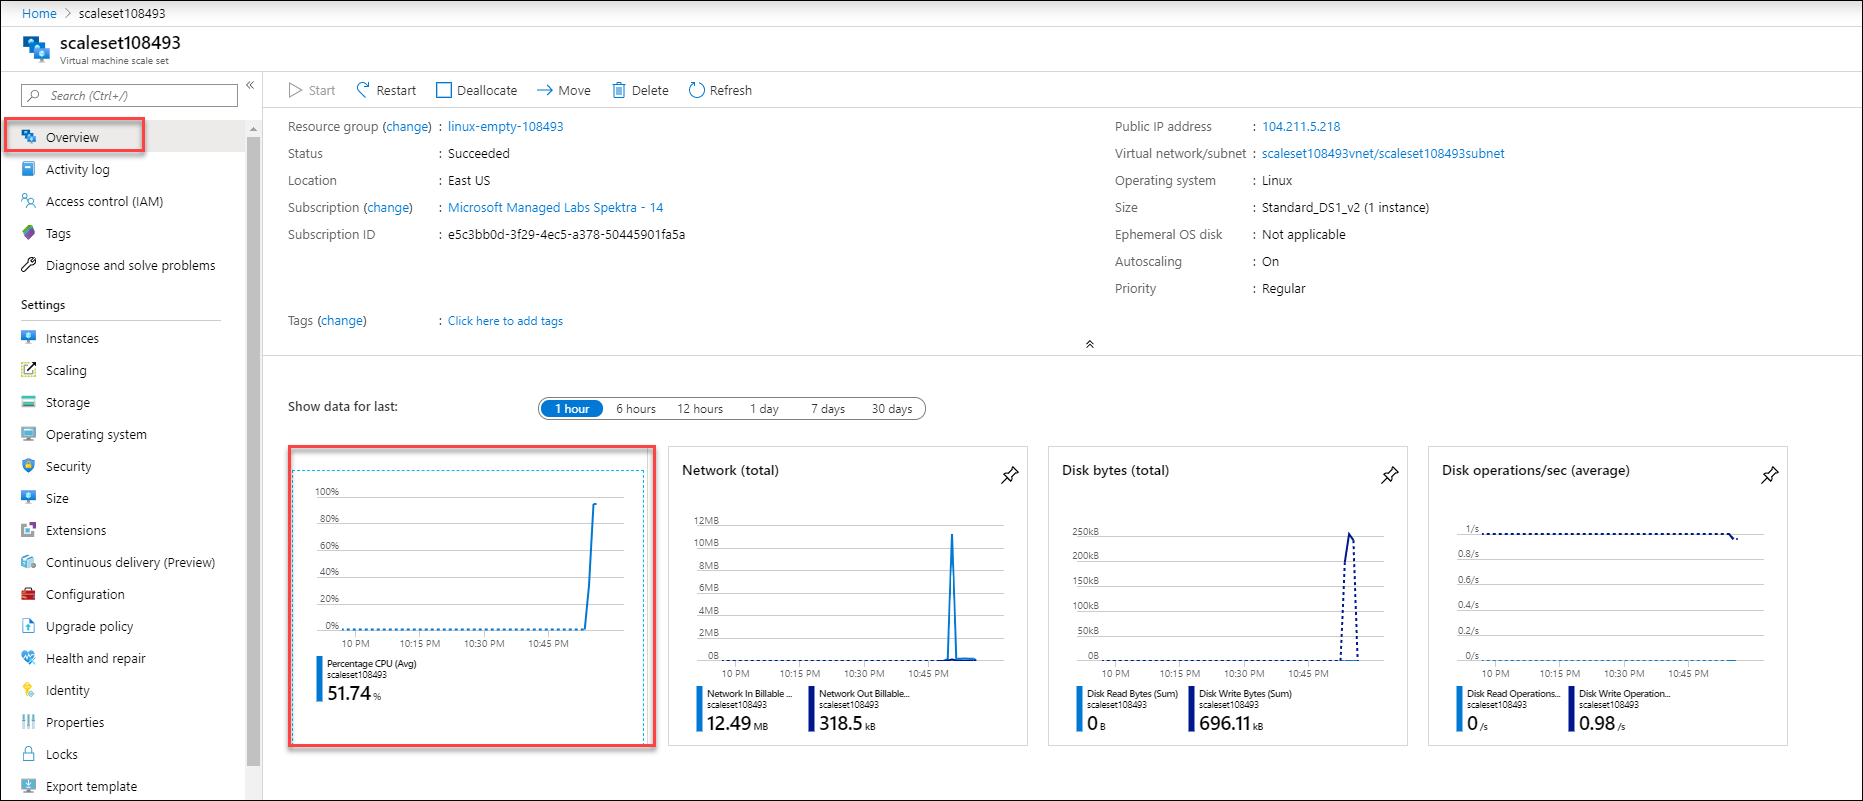 Home > scaleset108493
scaleset108493
Virtual machine scale set
Search (Ctrl+/)
«
Overview
Activity log
Access control (IAM)
Tags
Diagnose and solve problems
Settings
Instances
Scaling
Storage
Operating system
Security
Size
Extensions
Continuous delivery (Preview)
Configuration
Upgrade policy
Health and repair
Identity
Properties
Locks
Export template
Start Restart Deallocate Move Delete Refresh
Resource group (change) : linux-empty-108493
Status : Succeeded
Location : East US
Subscription (change) : Microsoft Managed Labs Spektra - 14
Subscription ID : e5c3bb0d-3f29-4ec5-a378-50445901fa5a
Tags (change) : Click here to add tags
Public IP address : 104.211.5.218
Virtual network/subnet : scaleset108493vnet/scaleset108493subnet
Operating system : Linux
Size : Standard_DS1_v2 (1 instance)
Ephemeral OS disk : Not applicable
Autoscaling : On
Priority : Regular
Show data for last: 1 hour 6 hours 12 hours 1 day 7 days 30 days
100%
80%
60%
40%
20%
0%
10 PM 10:15 PM 10:30 PM 10:45 PM
Percentage CPU (Avg)
scaleset108493
51.74 %
Network (total)
12MB
10MB
8MB
6MB
4MB
2MB
0B
10 PM 10:15 PM 10:30 PM 10:45 PM
Network In Billable ...
scaleset108493
12.49 MB
Network Out Billable...
scaleset108493
318.5 kB
Disk bytes (total)
250kB
200kB
150kB
100kB
50kB
0B
10 PM 10:15 PM 10:30 PM 10:45 PM
Disk Read Bytes (Sum)
scaleset108493
0 B
Disk Write Bytes (Sum)
scaleset108493
696.11 kB
Disk operations/sec (average)
1/s
0.8/s
0.6/s
0.4/s
0.2/s
0/s
10 PM 10:15 PM 10:30 PM 10:45 PM
Disk Read Operations...
scaleset108493
0 /s
Disk Write Operation...
scaleset108493
0.98 /s